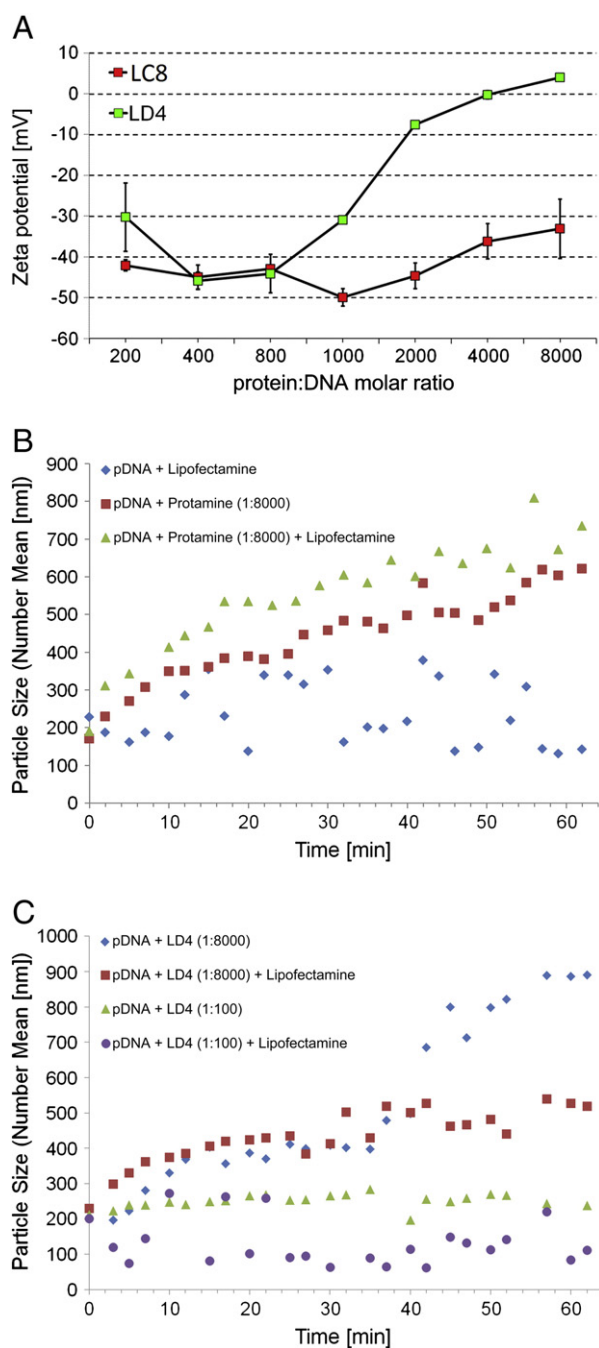 A
Zeta potential [mV]
10
0
-10
-20
-30
-40
-50
-60
LC8
LD4
200 400 800 1000 2000 4000 8000
protein:DNA molar ratio
B
Particle Size (Number Mean [nm])
900
800
700
600
500
400
300
200
100
0
pDNA + Lipofectamine
pDNA + Protamine (1:8000)
pDNA + Protamine (1:8000) + Lipofectamine
0 10 20 30 40 50 60
Time [min]
C
Particle Size (Number Mean [nm])
1000
900
800
700
600
500
400
300
200
100
0
pDNA + LD4 (1:8000)
pDNA + LD4 (1:8000) + Lipofectamine
pDNA + LD4 (1:100)
pDNA + LD4 (1:100) + Lipofectamine
0 10 20 30 40 50 60
Time [min]